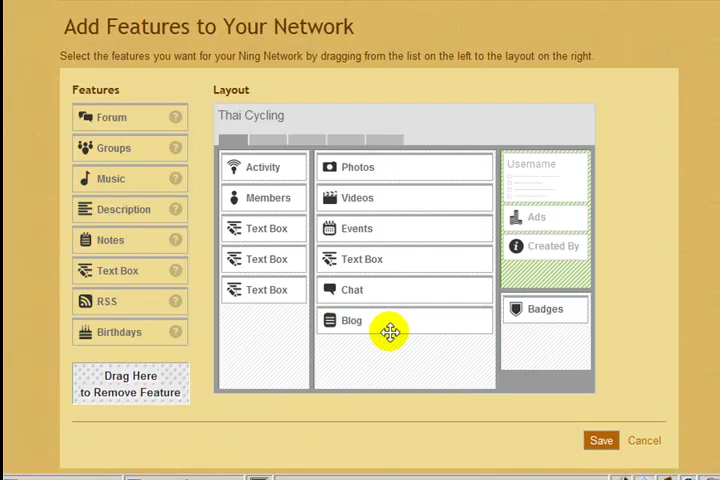 Add Features to Your Network
Select the features you want for your Ning Network by dragging from the list on the left to the layout on the right.
Features
Forum ?
Groups ?
Music ?
Description ?
Notes ?
Text Box ?
RSS ?
Birthdays ?
Drag Here
to Remove Feature
Layout
Thai Cycling
Activity
Members
Text Box
Text Box
Text Box
Photos
Videos
Events
Text Box
Chat
Blog
Username
Ads
Created By
Badges
Save Cancel